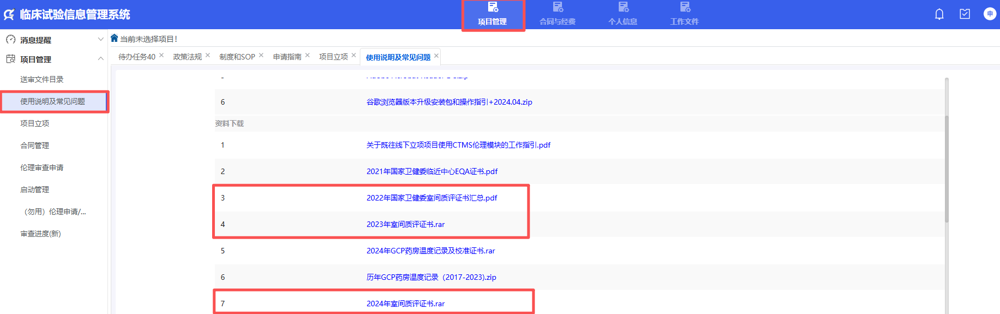 临床试验信息管理系统
项目管理
合同与经费
个人信息
工作文件
申
消息提醒
项目管理
送审文件目录
使用说明及常见问题
项目立项
合同管理
伦理审查申请
启动管理
（勿用）伦理申请/...
审查进度(新)
当前未选择项目!
待办任务40
政策法规
制度和SOP
申请指南
项目立项
使用说明及常见问题
6 谷歌浏览器版本升级安装包和操作指引+2024.04.zip
资料下载
1 关于既往线下立项项目使用CTMS伦理模块的工作指引.pdf
2 2021年国家卫健委临近中心EQA证书.pdf
3 2022年国家卫健委室间质评证书汇总.pdf
4 2023年室间质评证书.rar
5 2024年GCP药房温度记录及校准证书.rar
6 历年GCP药房温度记录（2017-2023).zip
7 2024年室间质评证书.rar